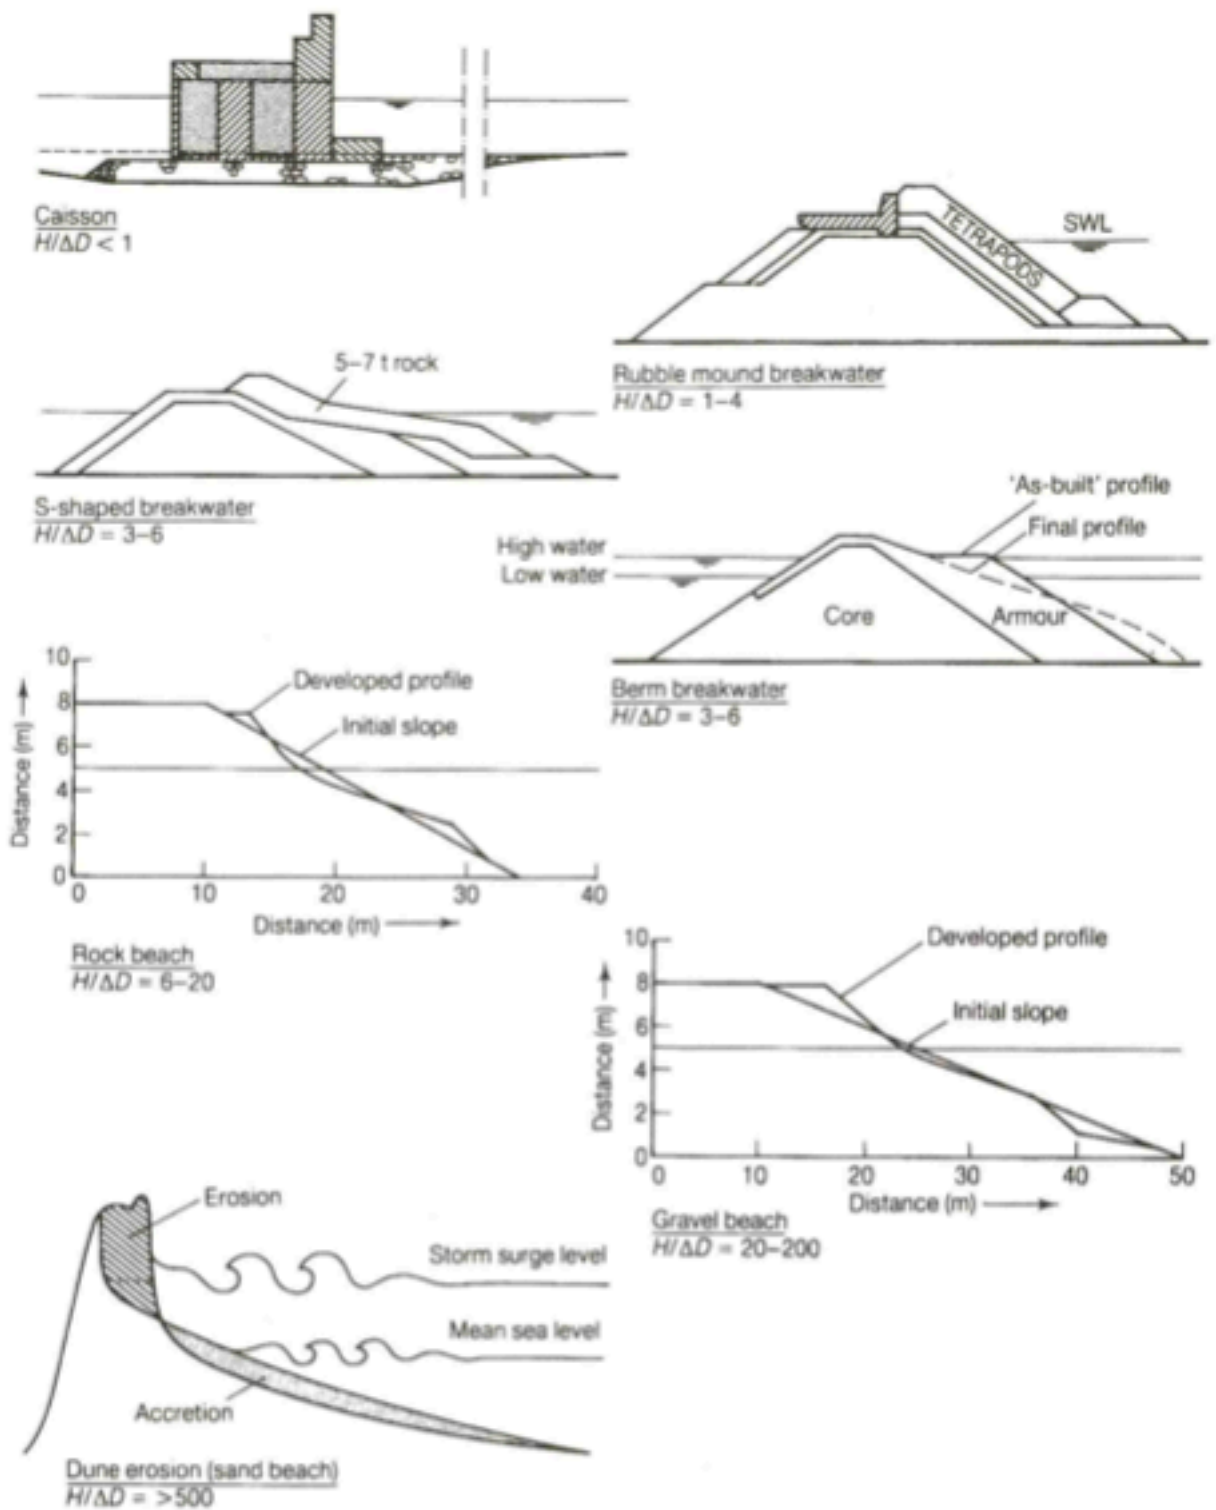 Caisson
H/ΔD < 1
TETRAPODS
SWL
Rubble mound breakwater
H/ΔD = 1–4
5–7 t rock
S-shaped breakwater
H/ΔD = 3–6
'As-built' profile
Final profile
High water
Low water
Core
Armour
Berm breakwater
H/ΔD = 3–6
10
8
6
4
2
0
Distance (m)
Developed profile
Initial slope
0 10 20 30 40
Distance (m)
Rock beach
H/ΔD = 6–20
10
8
6
4
2
0
Distance (m)
Developed profile
Initial slope
0 10 20 30 40 50
Distance (m)
Gravel beach
H/ΔD = 20–200
Erosion
Storm surge level
Mean sea level
Accretion
Dune erosion (sand beach)
H/ΔD = >500